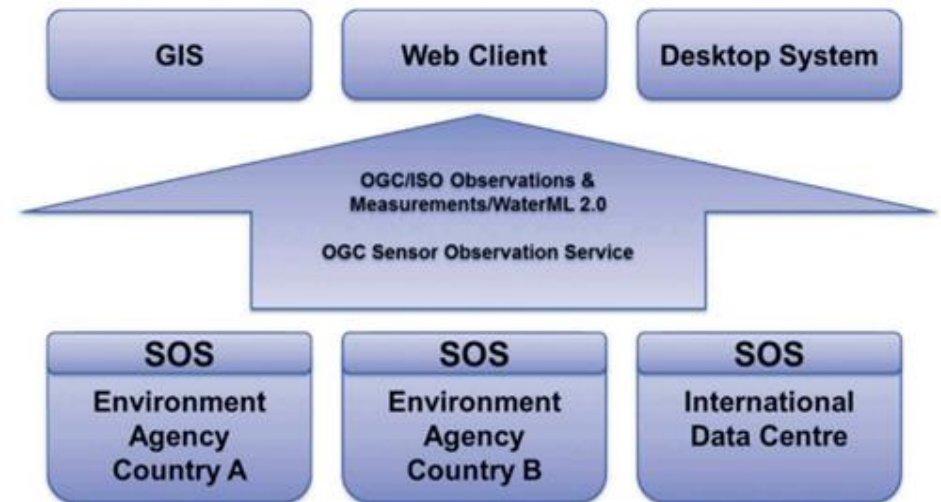 GIS
Web Client
Desktop System
OGC/ISO Observations &
Measurements/WaterML 2.0
OGC Sensor Observation Service
SOS
Environment
Agency
Country A
SOS
Environment
Agency
Country B
SOS
International
Data Centre